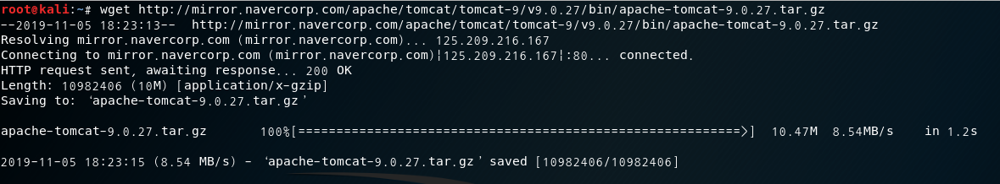 root@kali:~# wget http://mirror.navercorp.com/apache/tomcat/tomcat-9/v9.0.27/bin/apache-tomcat-9.0.27.tar.gz
--2019-11-05 18:23:13--  http://mirror.navercorp.com/apache/tomcat/tomcat-9/v9.0.27/bin/apache-tomcat-9.0.27.tar.gz
Resolving mirror.navercorp.com (mirror.navercorp.com)... 125.209.216.167
Connecting to mirror.navercorp.com (mirror.navercorp.com)|125.209.216.167|:80... connected.
HTTP request sent, awaiting response... 200 OK
Length: 10982406 (10M) [application/x-gzip]
Saving to: ‘apache-tomcat-9.0.27.tar.gz’
apache-tomcat-9.0.27.tar.gz       100%[==========================================================>]  10.47M  8.54MB/s    in 1.2s
2019-11-05 18:23:15 (8.54 MB/s) - ‘apache-tomcat-9.0.27.tar.gz’ saved [10982406/10982406]